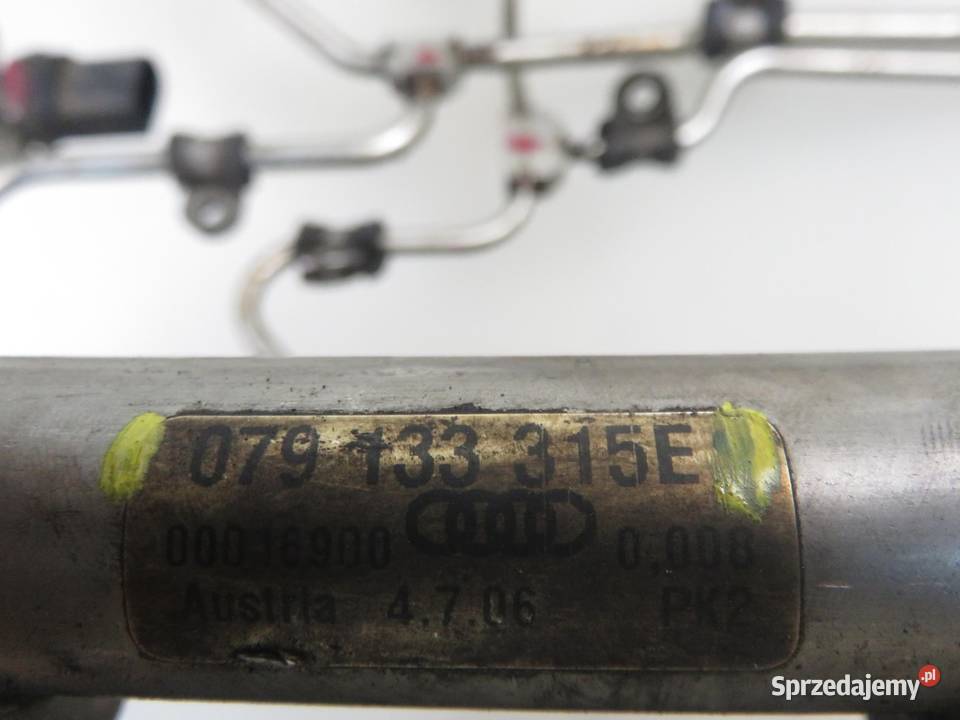 079 133 315E
00016900 0,008
Austria 4.7.06 PK2
Sprzedajemy.pl